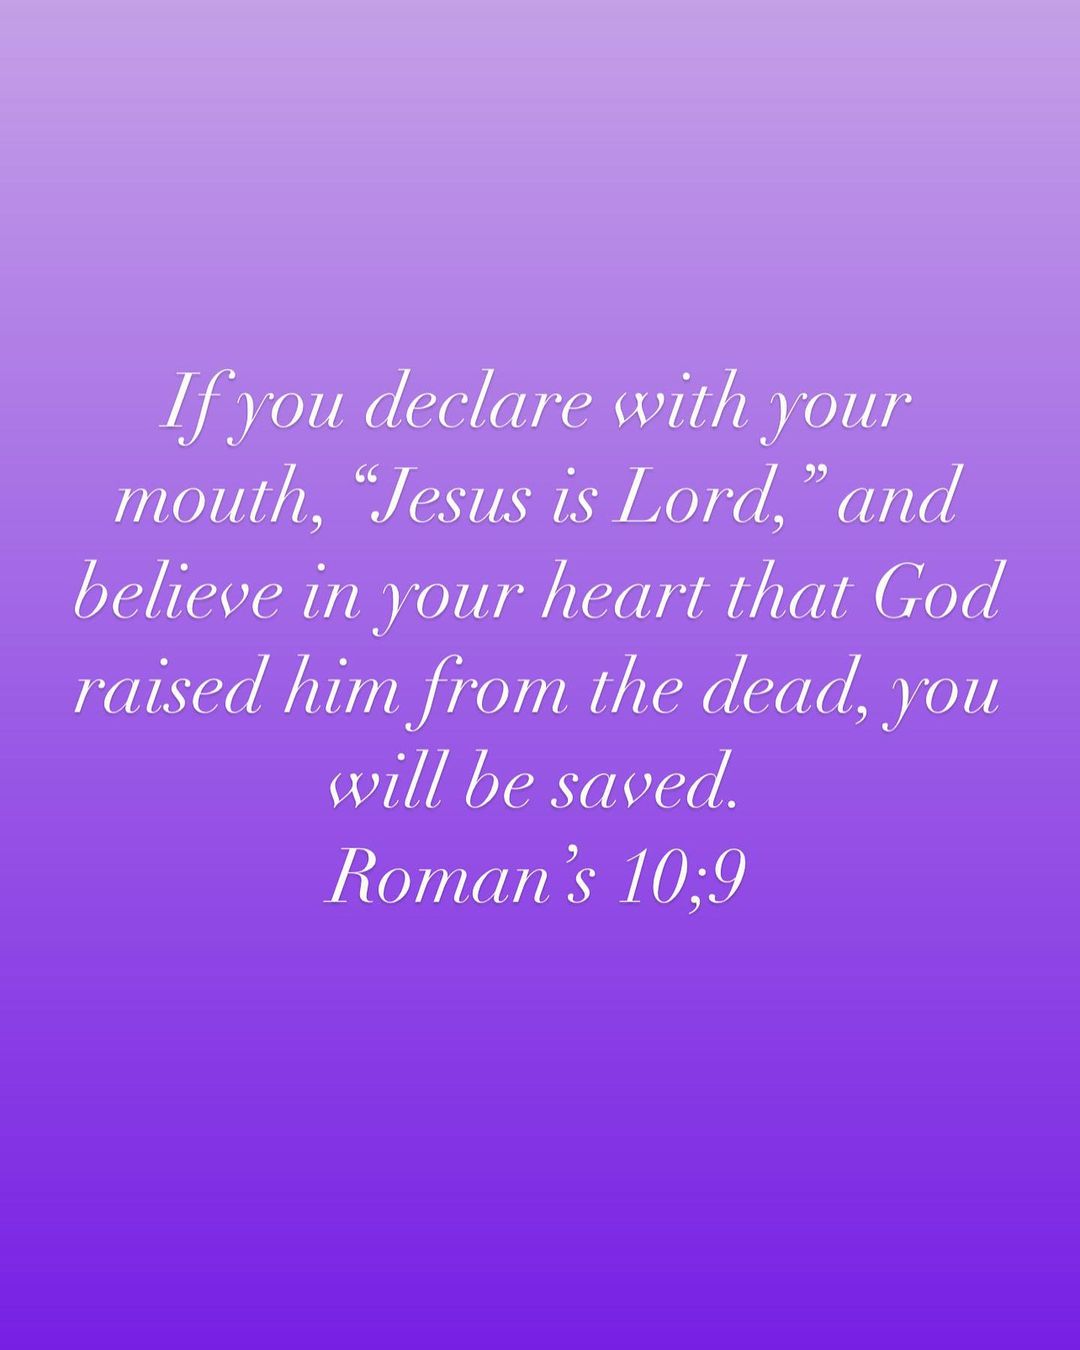 If you declare with your
mouth, “Jesus is Lord,” and
believe in your heart that God
raised him from the dead, you
will be saved.
Roman’s 10;9